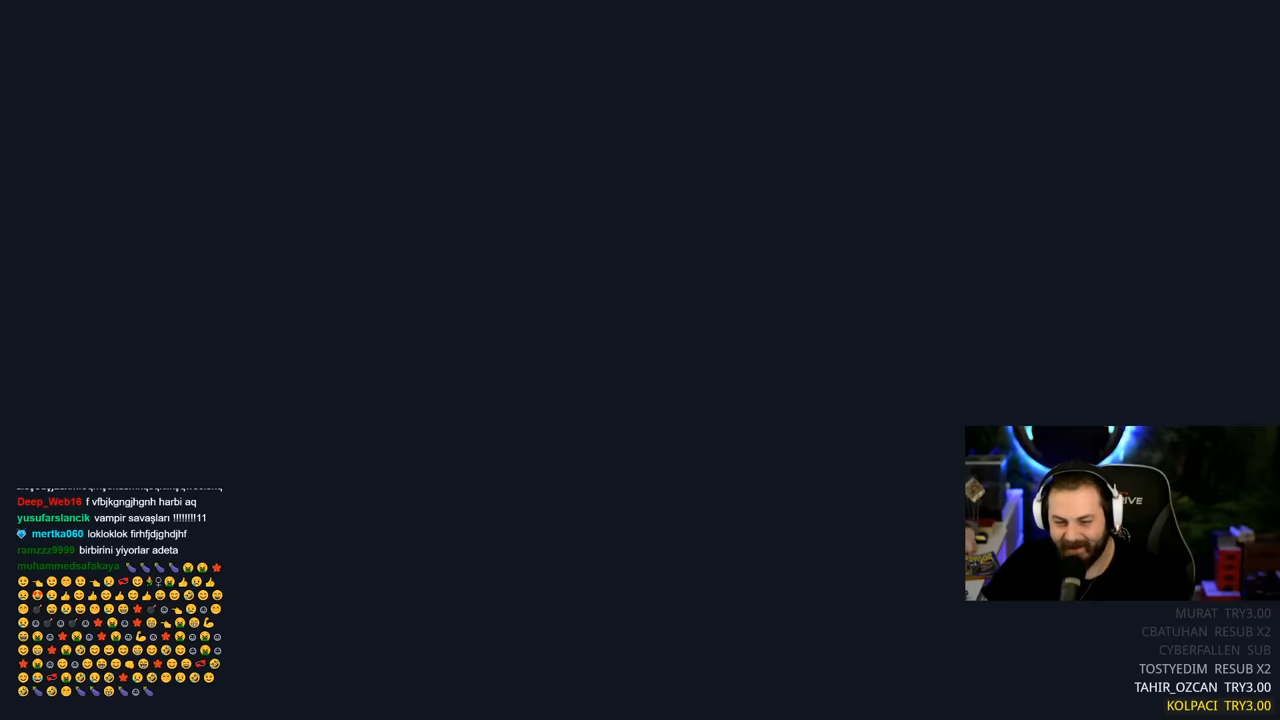 Deep_Web16 f vfbjkgngjhgnh harbi aq
yusufarslancik vampir savaşları !!!!!!!!11
mertka060 lokloklok firhfjdjghdjhf
ramzzz9999 birbirini yiyorlar adeta
muhammedsafakaya
MURAT TRY3.00
CBATUHAN RESUB X2
CYBERFALLEN SUB
TOSTYEDIM RESUB X2
TAHIR_OZCAN TRY3.00
KOLPACI TRY3.00